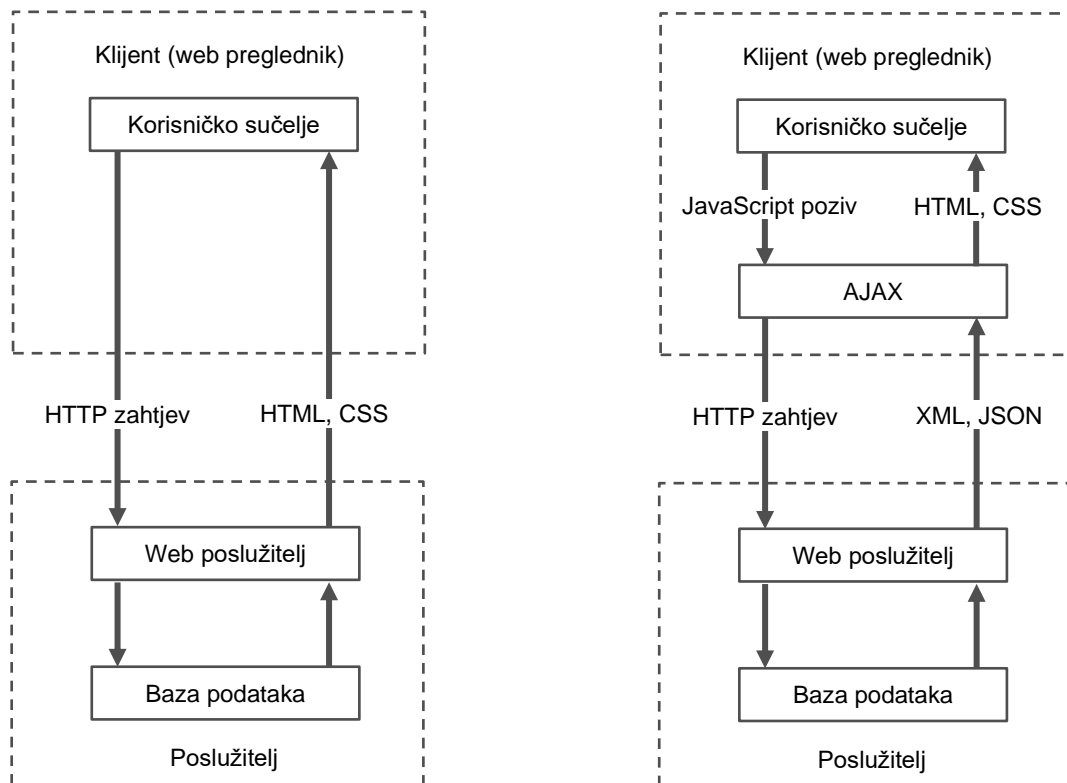 Klijent (web preglednik)
Korisničko sučelje
HTTP zahtjev
HTML, CSS
Web poslužitelj
Baza podataka
Poslužitelj
Klijent (web preglednik)
Korisničko sučelje
JavaScript poziv
HTML, CSS
AJAX
HTTP zahtjev
XML, JSON
Web poslužitelj
Baza podataka
Poslužitelj